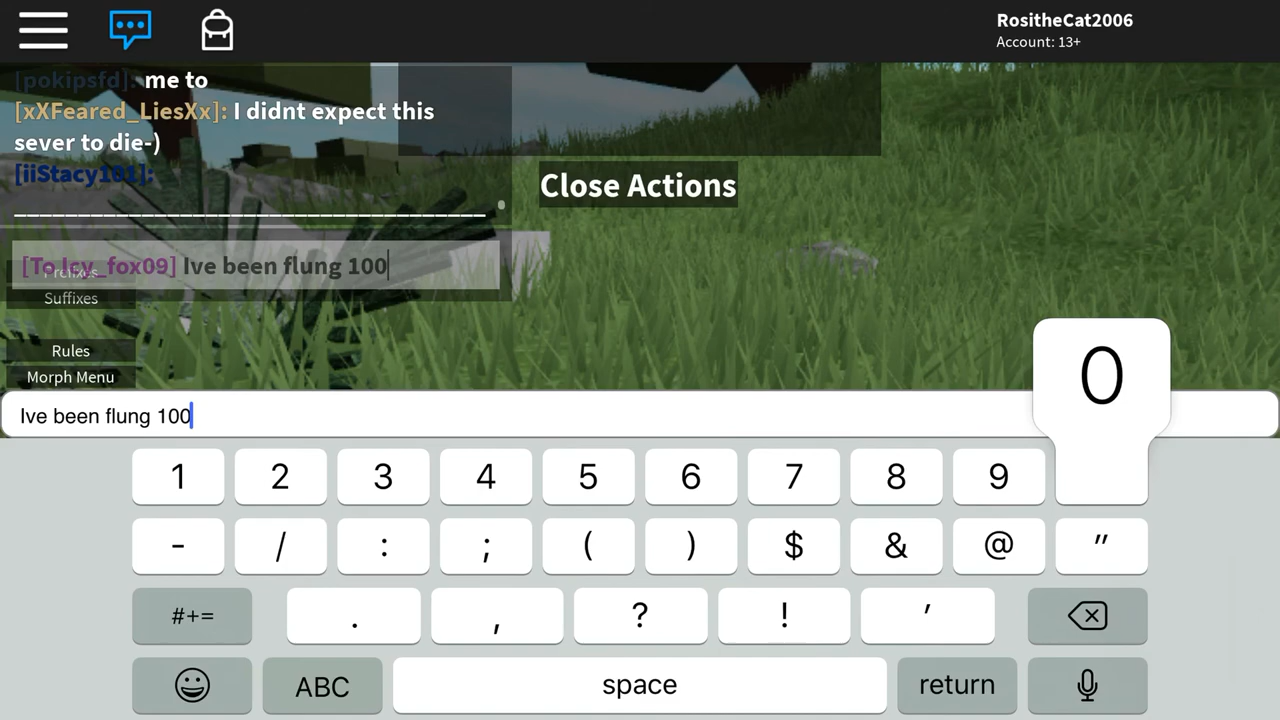 RositheCat2006
Account: 13+
[pokipsfd]: me to
[xXFeared_LiesXx]: I didnt expect this
sever to die-)
[iiStacy101]:
___________________________________
Close Actions
[To Icy_fox09] Ive been flung 100
Prefixes
Suffixes
Rules
Morph Menu
Ive been flung 100
0
1 2 3 4 5 6 7 8 9
- / : ; ( ) $ & @ "
#+= . , ? ! '
ABC space return